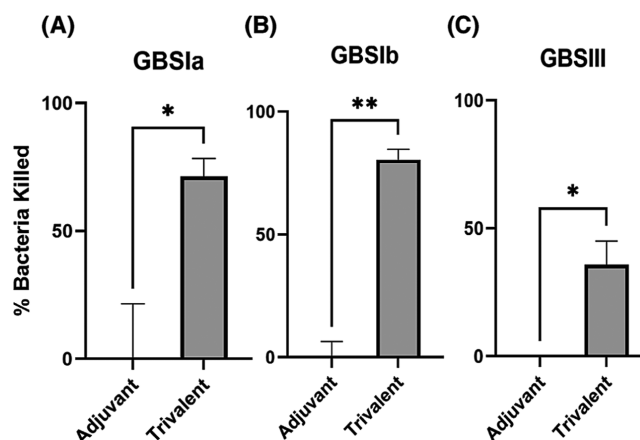 (A) (B) (C)
GBSIa GBSIb GBSIII
% Bacteria Killed
100
50
0
*
Adjuvant
Trivalent
100
50
0
**
Adjuvant
Trivalent
100
50
0
*
Adjuvant
Trivalent